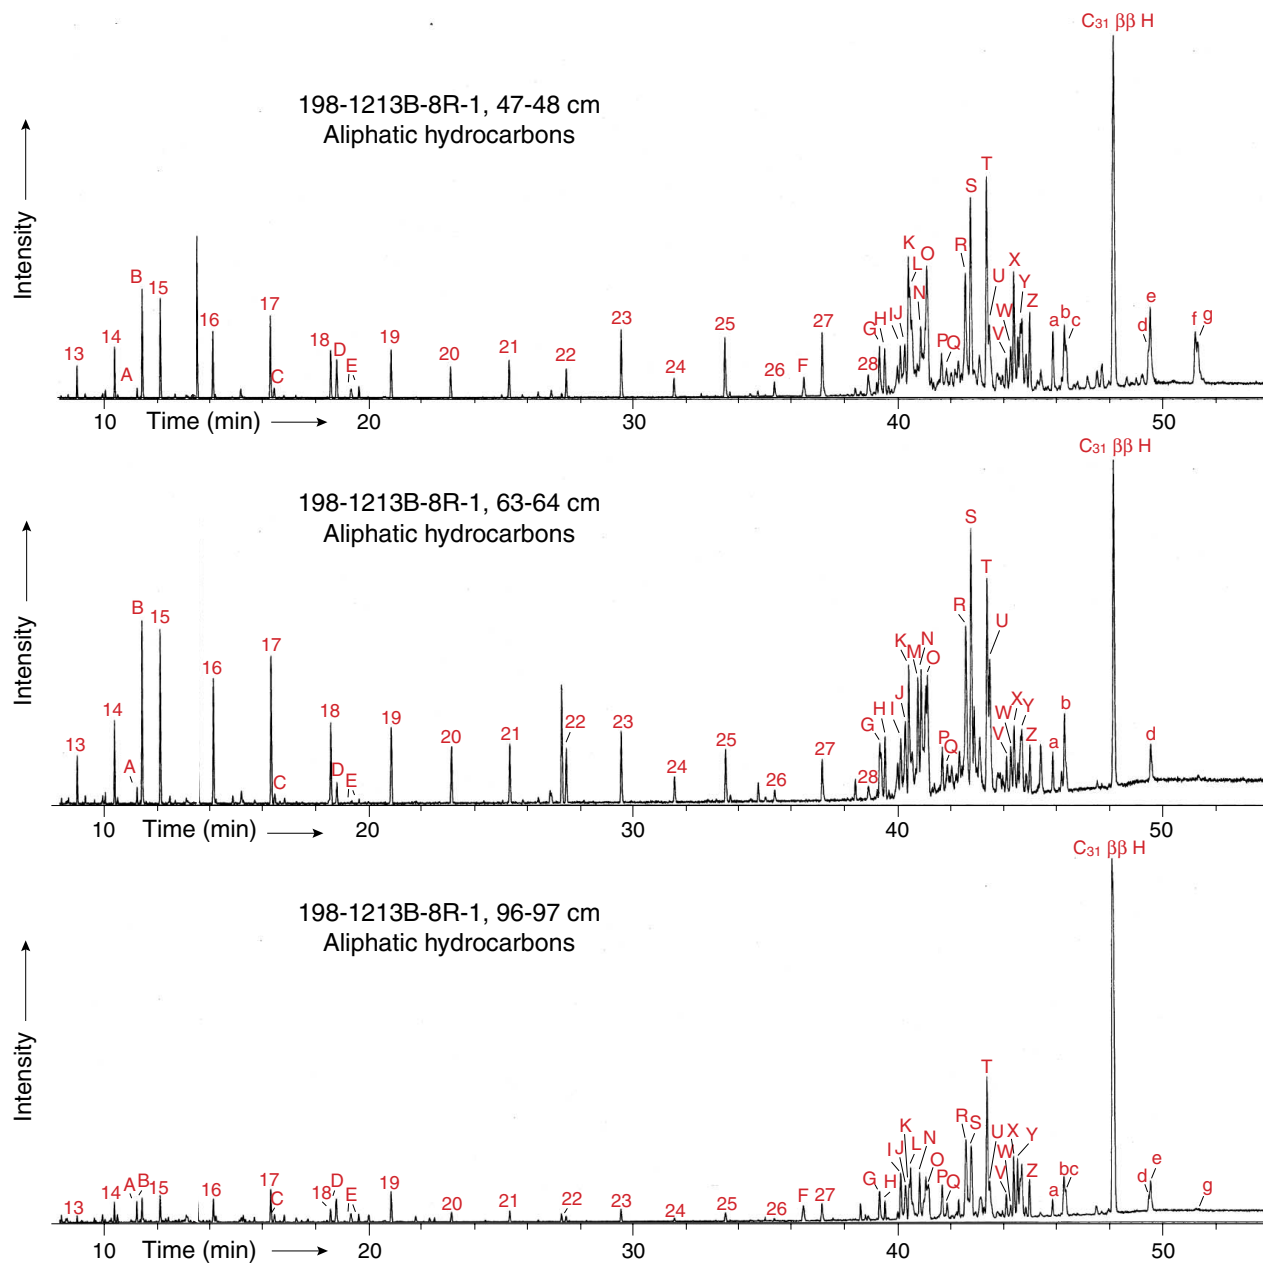 C₃₁ ββ H
198-1213B-8R-1, 47-48 cm
Aliphatic hydrocarbons
Intensity
13 14 A B 15 16 17 C 18 D E 19 20 21 22 23 24 25 26 F 27 28 G H I J K L N O P Q R S T U V W X Y Z a b c d e f g
10 20 30 40 50
Time (min)
C₃₁ ββ H
198-1213B-8R-1, 63-64 cm
Aliphatic hydrocarbons
Intensity
13 14 A B 15 16 17 C 18 D E 19 20 21 22 23 24 25 26 27 28 G H I J K M N O P Q R S T U V W X Y Z a b d
10 20 30 40 50
Time (min)
C₃₁ ββ H
198-1213B-8R-1, 96-97 cm
Aliphatic hydrocarbons
Intensity
13 14 A B 15 16 17 C 18 D E 19 20 21 22 23 24 25 26 F 27 G H I J K L N O P Q R S T U V W X Y Z a b c d e g
10 20 30 40 50
Time (min)